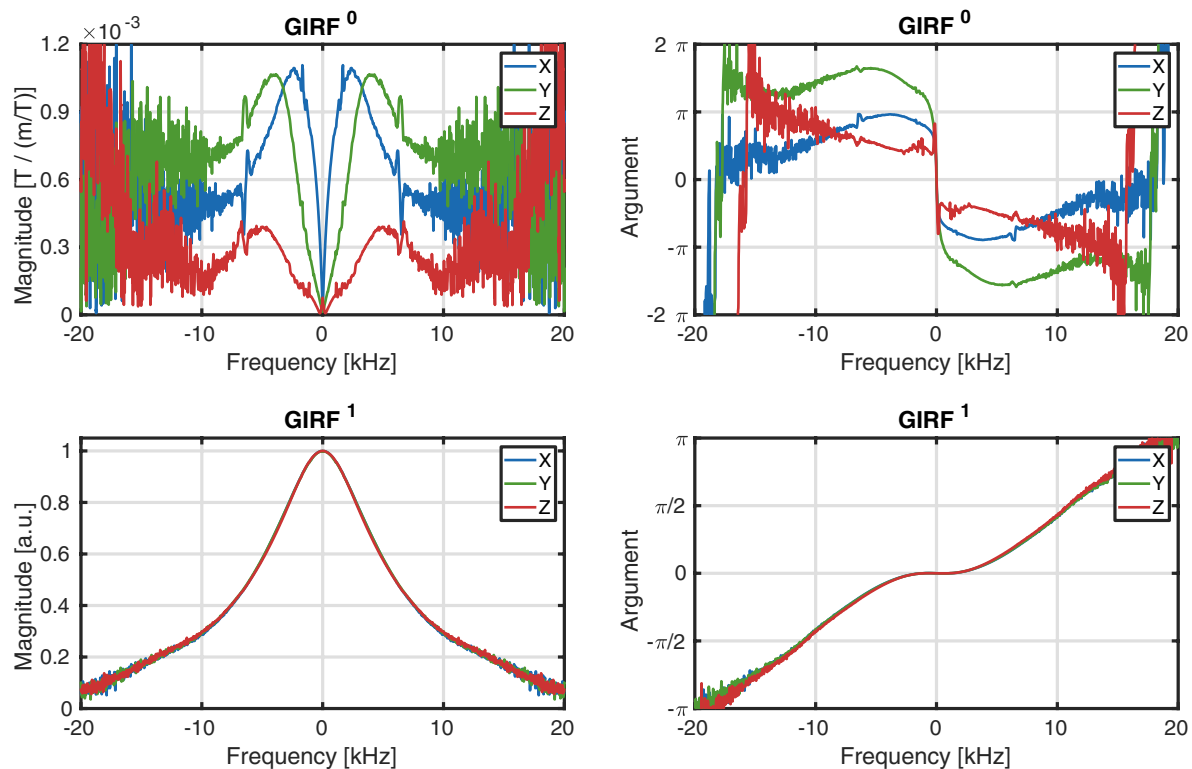 GIRF 0
×10-3
Magnitude [T / (m/T)]
1.2
0.9
0.6
0.3
0
-20 -10 0 10 20
Frequency [kHz]
X
Y
Z
GIRF 0
Argument
2 π
π
0
-π
-2 π
-20 -10 0 10 20
Frequency [kHz]
X
Y
Z
GIRF 1
Magnitude [a.u.]
1
0.8
0.6
0.4
0.2
0
-20 -10 0 10 20
Frequency [kHz]
X
Y
Z
GIRF 1
Argument
π
π/2
0
-π/2
-π
-20 -10 0 10 20
Frequency [kHz]
X
Y
Z